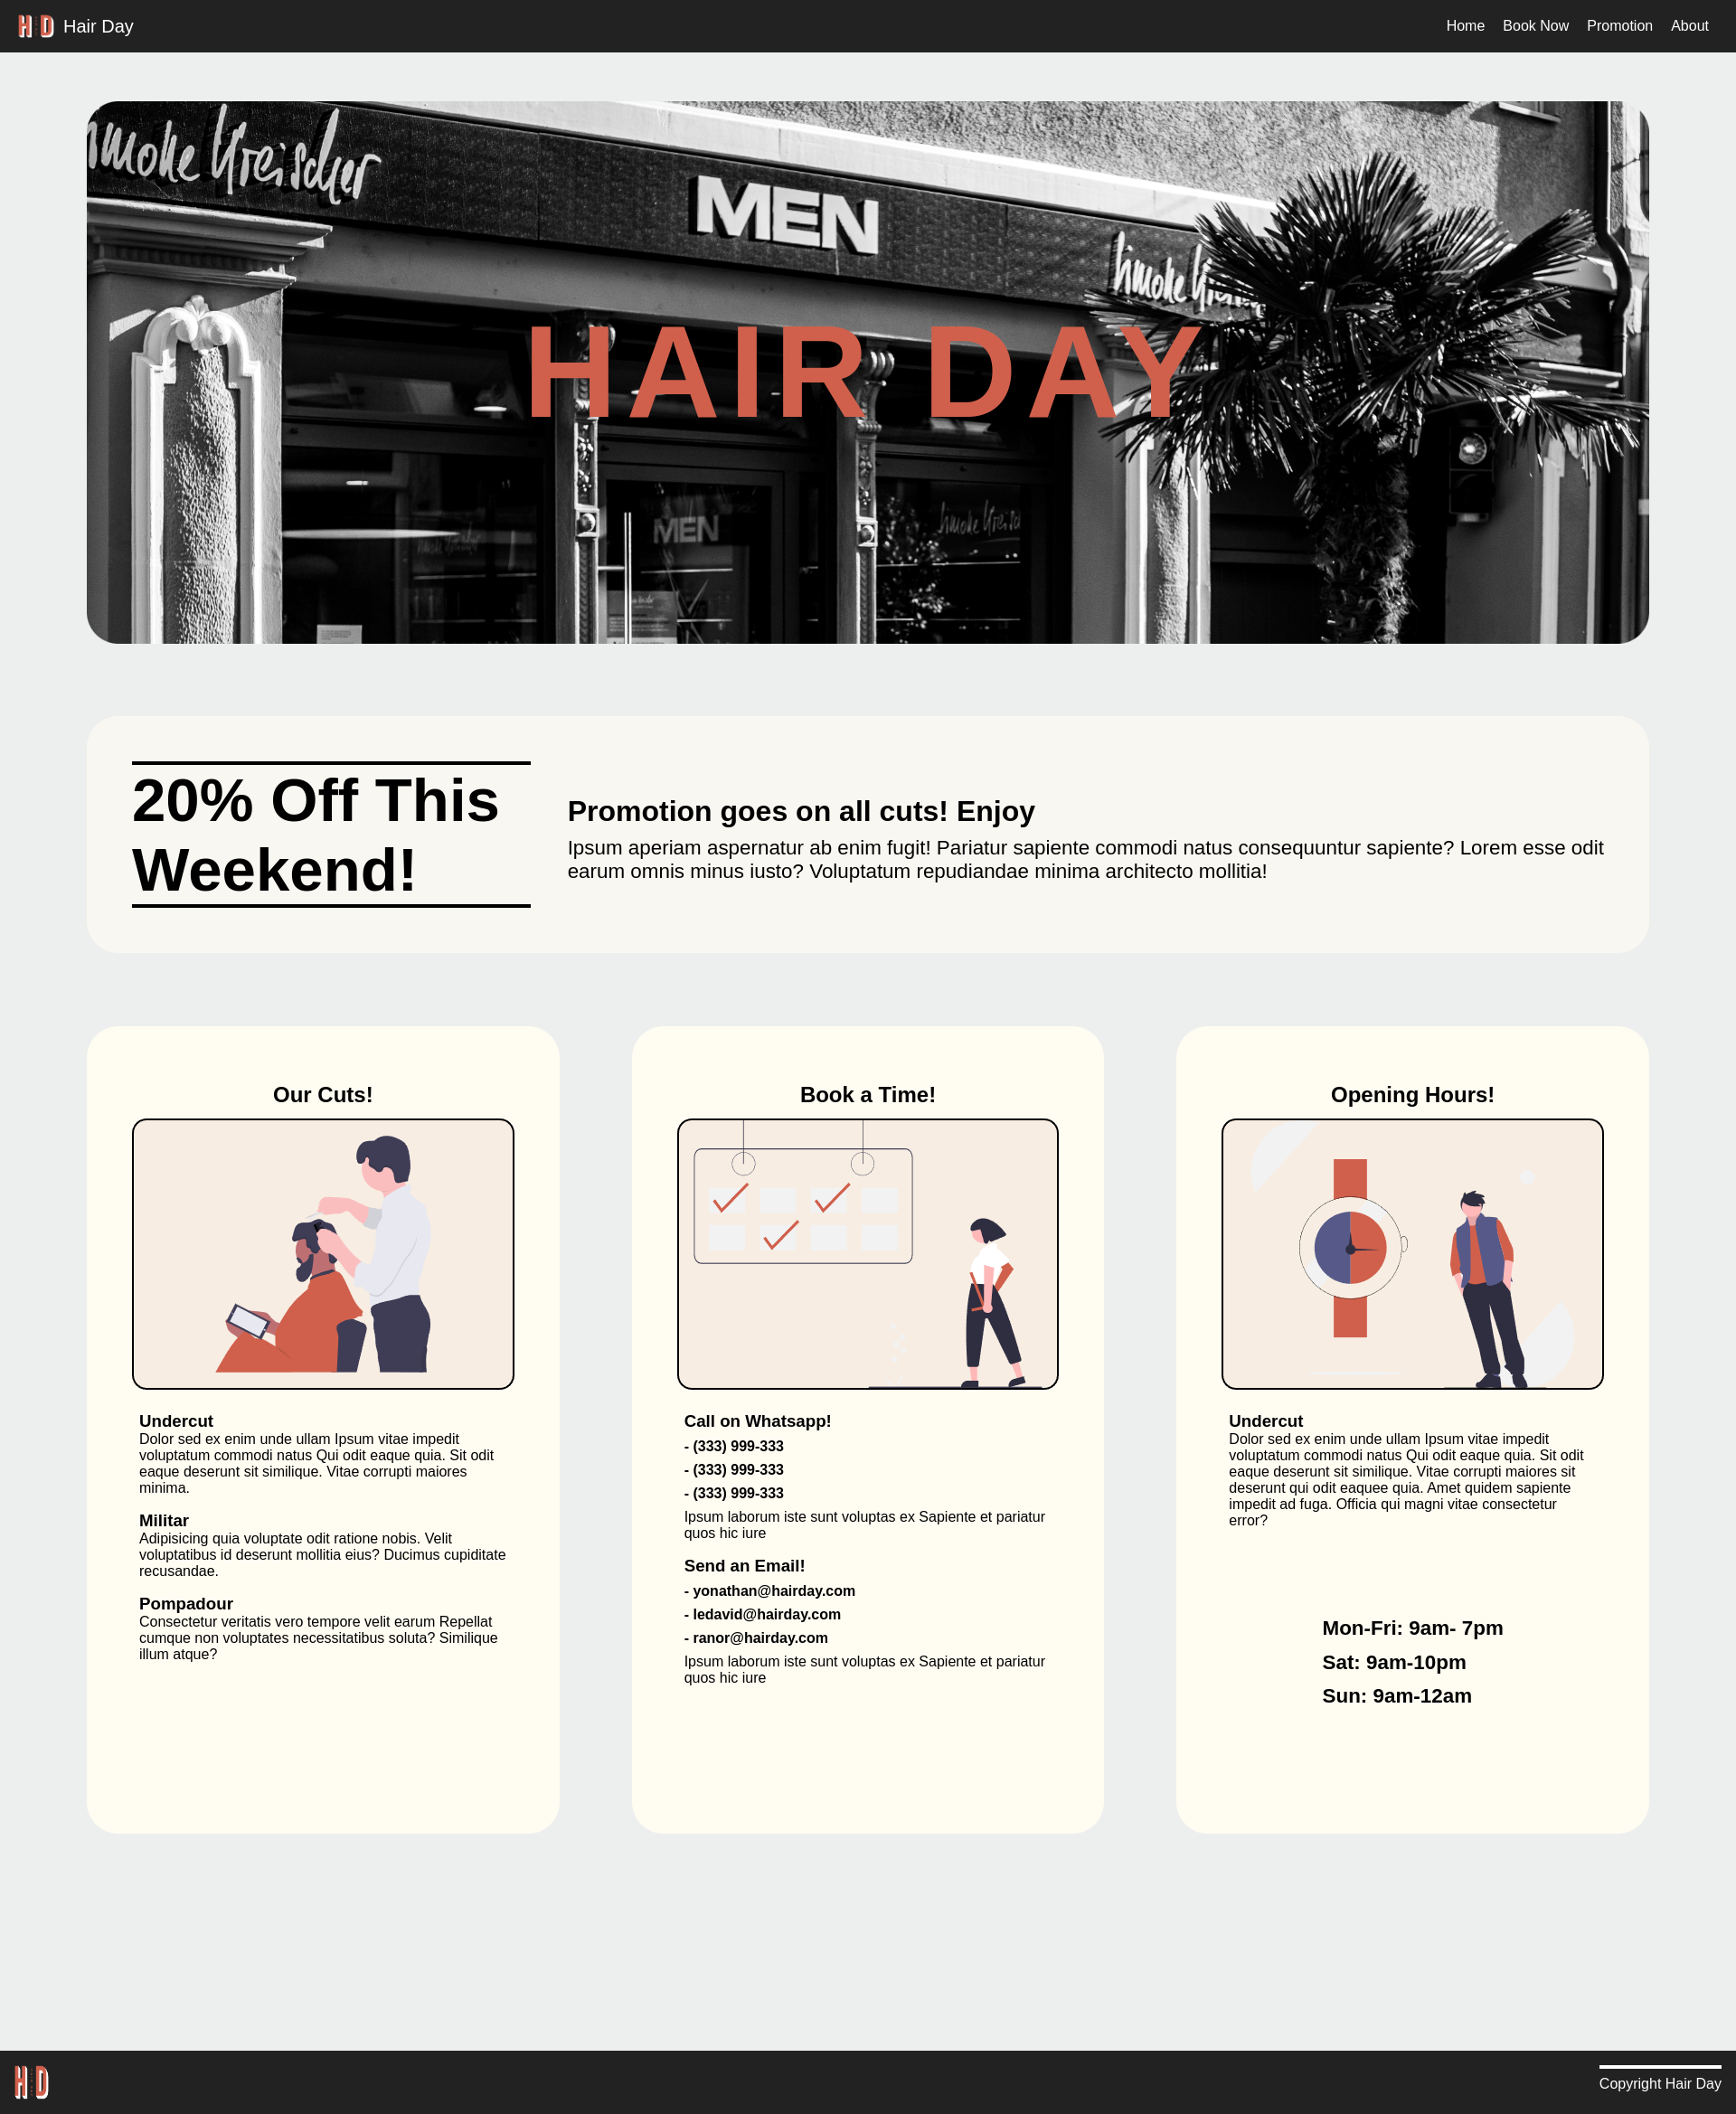 HD Hair Day
Home Book Now Promotion About
MEN
HAIR DAY
MEN
20% Off This
Weekend!
Promotion goes on all cuts! Enjoy
Ipsum aperiam aspernatur ab enim fugit! Pariatur sapiente commodi natus consequuntur sapiente? Lorem esse odit
earum omnis minus iusto? Voluptatum repudiandae minima architecto mollitia!
Our Cuts!
Undercut
Dolor sed ex enim unde ullam Ipsum vitae impedit
voluptatum commodi natus Qui odit eaque quia. Sit odit
eaque deserunt sit similique. Vitae corrupti maiores
minima.
Militar
Adipisicing quia voluptate odit ratione nobis. Velit
voluptatibus id deserunt mollitia eius? Ducimus cupiditate
recusandae.
Pompadour
Consectetur veritatis vero tempore velit earum Repellat
cumque non voluptates necessitatibus soluta? Similique
illum atque?
Book a Time!
Call on Whatsapp!
- (333) 999-333
- (333) 999-333
- (333) 999-333
Ipsum laborum iste sunt voluptas ex Sapiente et pariatur
quos hic iure
Send an Email!
- yonathan@hairday.com
- ledavid@hairday.com
- ranor@hairday.com
Ipsum laborum iste sunt voluptas ex Sapiente et pariatur
quos hic iure
Opening Hours!
Undercut
Dolor sed ex enim unde ullam Ipsum vitae impedit
voluptatum commodi natus Qui odit eaque quia. Sit odit
eaque deserunt sit similique. Vitae corrupti maiores sit
deserunt qui odit eaquee quia. Amet quidem sapiente
impedit ad fuga. Officia qui magni vitae consectetur
error?
Mon-Fri: 9am- 7pm
Sat: 9am-10pm
Sun: 9am-12am
HD
Copyright Hair Day